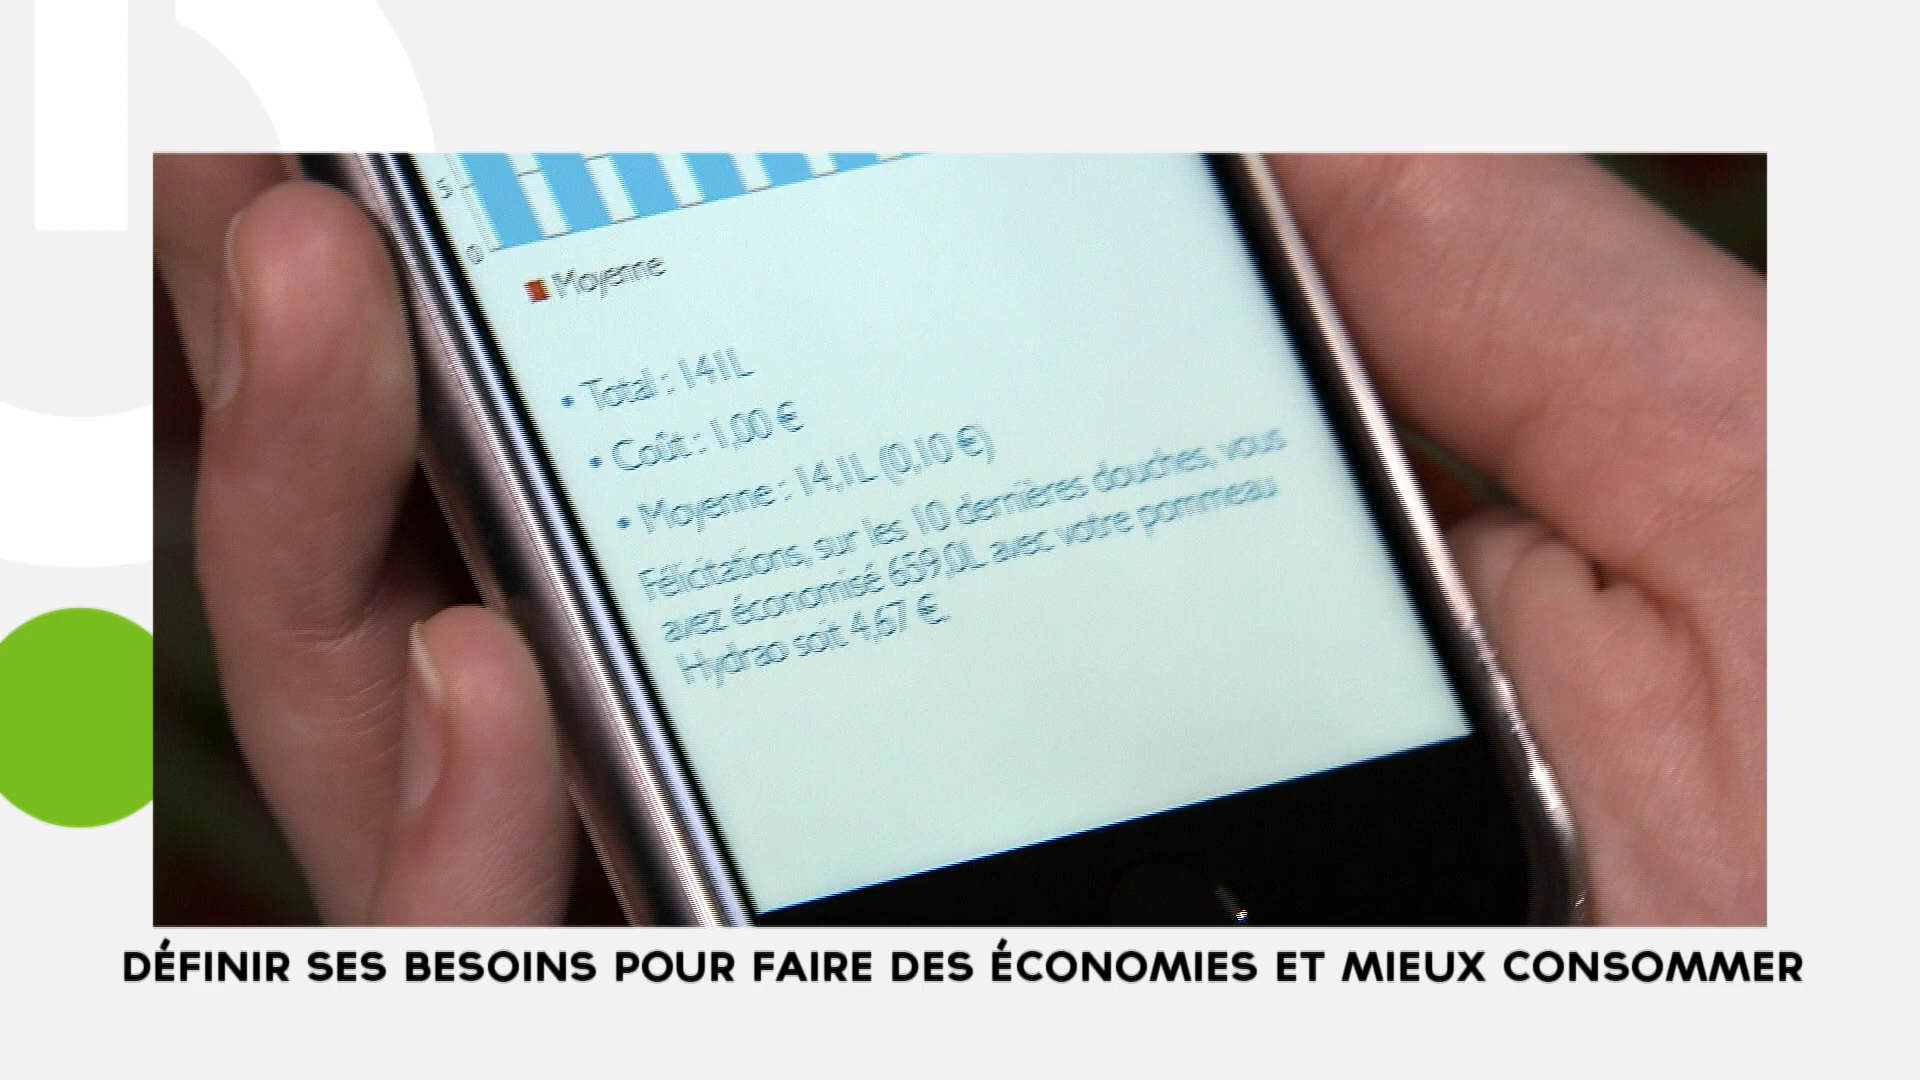 5
0
Moyenne
• Total : 141L
• Coût : 1,00 €
• Moyenne : 14,1L (0,10 €)
Félicitations, sur les 10 dernières douches, vous
avez économisé 659,0L avec votre pommeau
Hydrao soit 4,67 €.
DÉFINIR SES BESOINS POUR FAIRE DES ÉCONOMIES ET MIEUX CONSOMMER